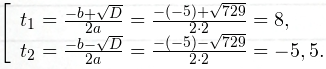 t₁ = (-b+√D)/(2a) = (-(-5)+√729)/(2·2) = 8,
t₂ = (-b-√D)/(2a) = (-(-5)-√729)/(2·2) = -5, 5.